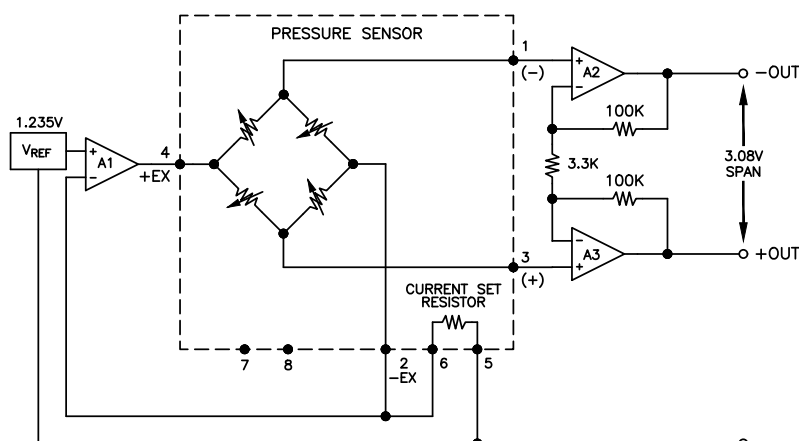 PRESSURE SENSOR
1
(-)
+
A2
-
-OUT
1.235V
VREF
+
A1
-
4
+EX
100K
3.3K
3.08V
SPAN
100K
-
A3
+
+OUT
3
(+)
CURRENT SET
RESISTOR
7
8
2
-EX
6
5